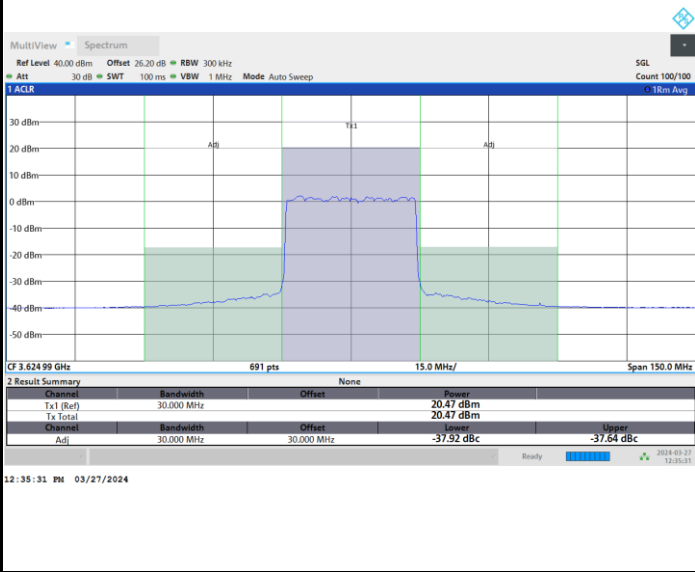 MultiView Spectrum
Ref Level 40.00 dBm Offset 26.20 dB RBW 300 kHz SGL
Att 30 dB SWT 100 ms VBW 1 MHz Mode Auto Sweep Count 100/100
1 ACLR 1Rm Avg
30 dBm
Tx1
20 dBm
Adj Adj
10 dBm
0 dBm
-10 dBm
-20 dBm
-30 dBm
-40 dBm
-50 dBm
CF 3.624 99 GHz 691 pts 15.0 MHz/ Span 150.0 MHz
2 Result Summary None
Channel Bandwidth Offset Power
Tx1 (Ref) 30.000 MHz 20.47 dBm
Tx Total 20.47 dBm
Channel Bandwidth Offset Lower Upper
Adj 30.000 MHz 30.000 MHz -37.92 dBc -37.64 dBc
Ready 2024-03-27
12:35:31
12:35:31 PM 03/27/2024